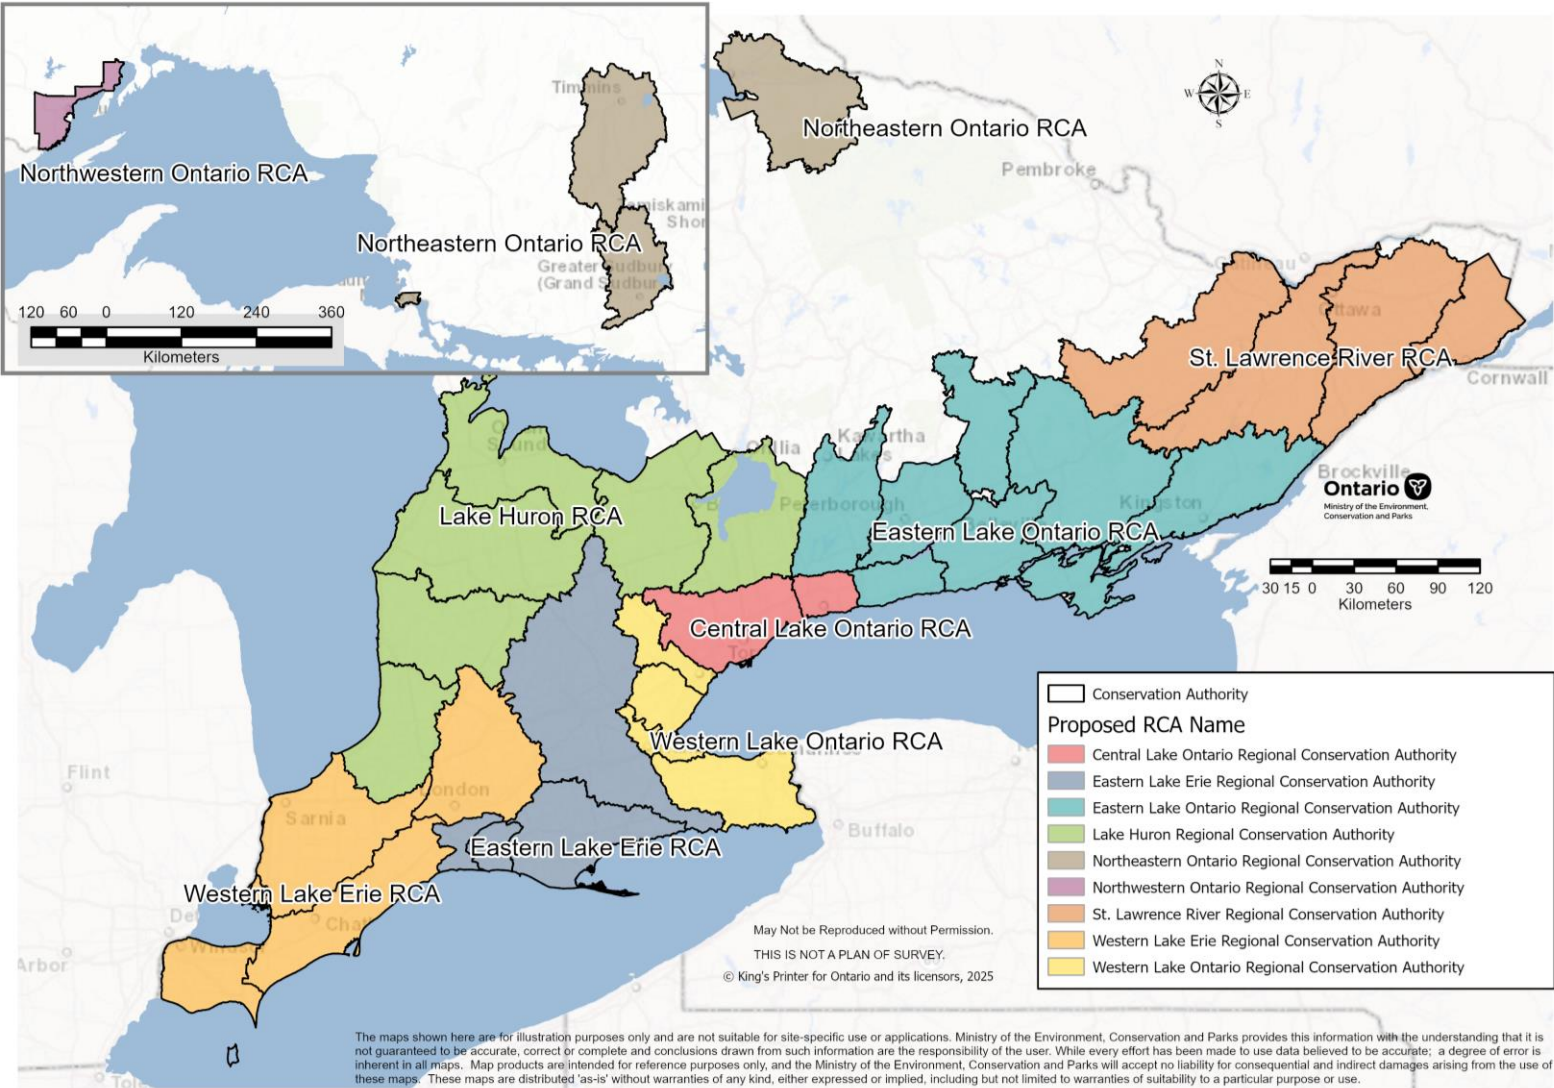 Timmins
Northwestern Ontario RCA
Northeastern Ontario RCA
Greater Sudbury
(Grand Sudbur
120 60 0 120 240 360
Kilometers
N
W E
S
Northeastern Ontario RCA
Pembroke
St. Lawrence River RCA
Ottawa
Cornwall
Kawartha
Lakes
Peterborough
Kingston
Brockville
Lake Huron RCA
Eastern Lake Ontario RCA
Ontario
Ministry of the Environment,
Conservation and Parks
30 15 0 30 60 90 120
Kilometers
Central Lake Ontario RCA
Western Lake Ontario RCA
Flint
Sarnia
London
Buffalo
Eastern Lake Erie RCA
Western Lake Erie RCA
Arbor
Conservation Authority
Proposed RCA Name
Central Lake Ontario Regional Conservation Authority
Eastern Lake Erie Regional Conservation Authority
Eastern Lake Ontario Regional Conservation Authority
Lake Huron Regional Conservation Authority
Northeastern Ontario Regional Conservation Authority
Northwestern Ontario Regional Conservation Authority
St. Lawrence River Regional Conservation Authority
Western Lake Erie Regional Conservation Authority
Western Lake Ontario Regional Conservation Authority
May Not be Reproduced without Permission.
THIS IS NOT A PLAN OF SURVEY.
© King's Printer for Ontario and its licensors, 2025
The maps shown here are for illustration purposes only and are not suitable for site-specific use or applications. Ministry of the Environment, Conservation and Parks provides this information with the understanding that it is
not guaranteed to be accurate, correct or complete and conclusions drawn from such information are the responsibility of the user. While every effort has been made to use data believed to be accurate; a degree of error is
inherent in all maps. Map products are intended for reference purposes only, and the Ministry of the Environment, Conservation and Parks will accept no liability for consequential and indirect damages arising from the use of
these maps. These maps are distributed 'as-is' without warranties of any kind, either expressed or implied, including but not limited to warranties of suitability to a particular purpose or use.